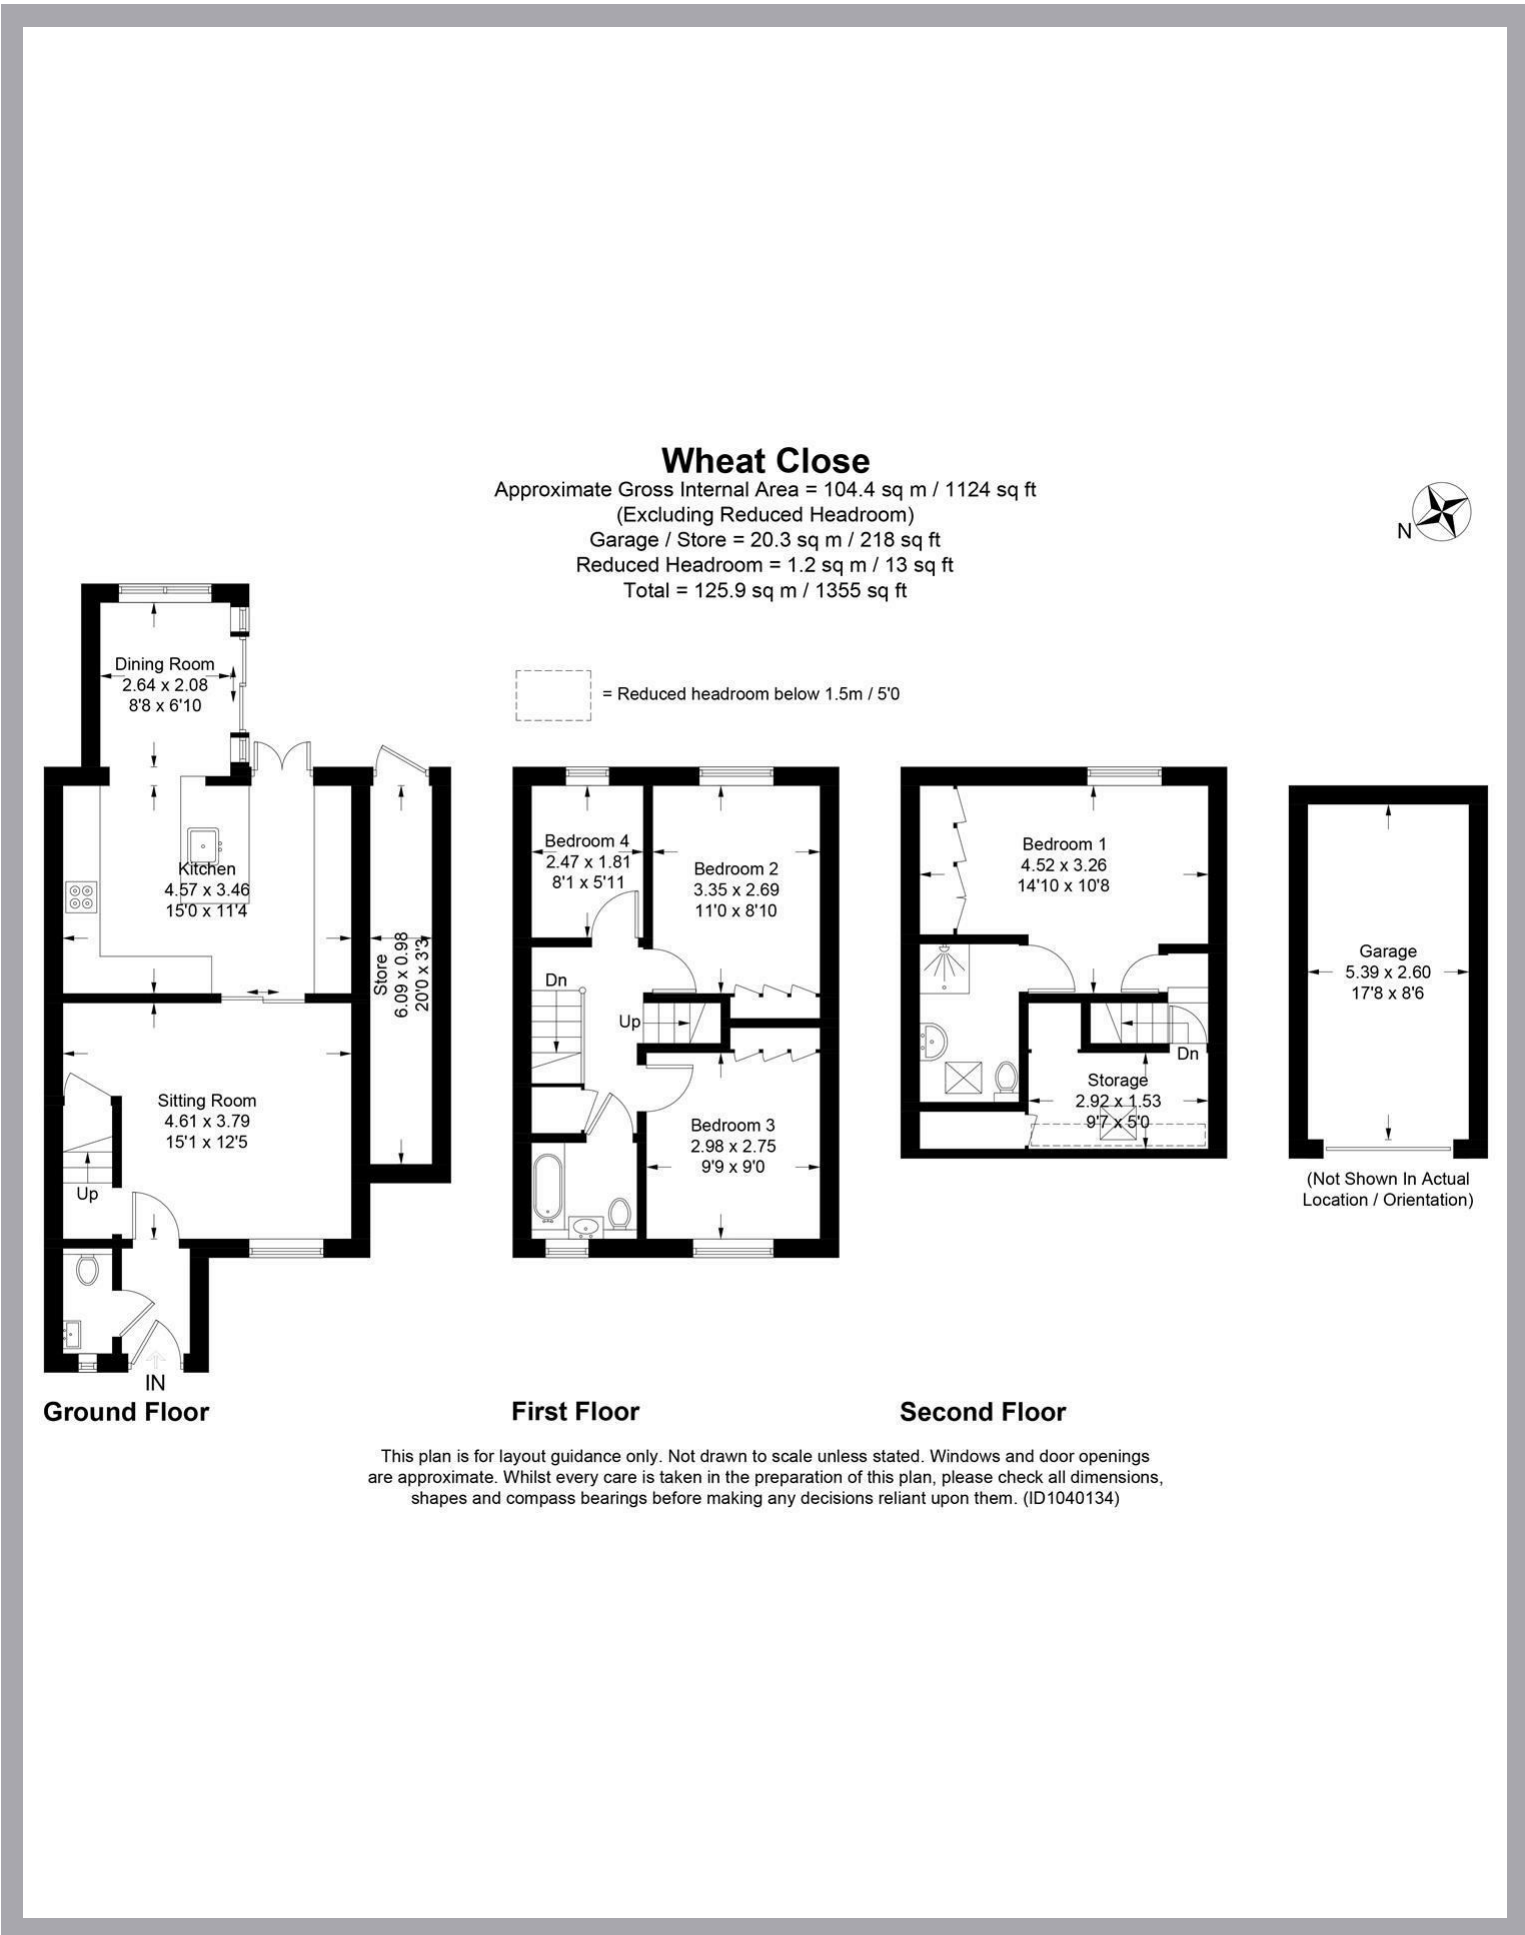 Wheat Close
Approximate Gross Internal Area = 104.4 sq m / 1124 sq ft
(Excluding Reduced Headroom)
Garage / Store = 20.3 sq m / 218 sq ft
Reduced Headroom = 1.2 sq m / 13 sq ft
Total = 125.9 sq m / 1355 sq ft
N
= Reduced headroom below 1.5m / 5'0
Dining Room
2.64 x 2.08
8'8 x 6'10
Kitchen
4.57 x 3.46
15'0 x 11'4
Store
6.09 x 0.98
20'0 x 3'3
Sitting Room
4.61 x 3.79
15'1 x 12'5
Up
IN
Ground Floor
Bedroom 4
2.47 x 1.81
8'1 x 5'11
Bedroom 2
3.35 x 2.69
11'0 x 8'10
Dn
Up
Bedroom 3
2.98 x 2.75
9'9 x 9'0
First Floor
Bedroom 1
4.52 x 3.26
14'10 x 10'8
Dn
Storage
2.92 x 1.53
9'7 x 5'0
Second Floor
Garage
5.39 x 2.60
17'8 x 8'6
(Not Shown In Actual
Location / Orientation)
This plan is for layout guidance only. Not drawn to scale unless stated. Windows and door openings
are approximate. Whilst every care is taken in the preparation of this plan, please check all dimensions,
shapes and compass bearings before making any decisions reliant upon them. (ID1040134)